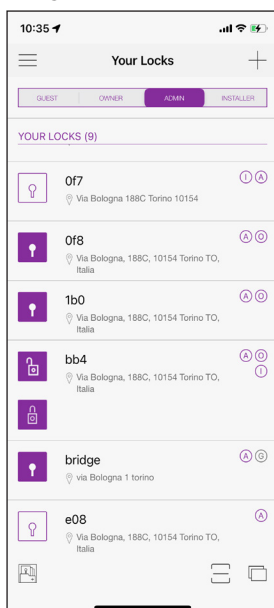 10:35
Your Locks
GUEST OWNER ADMIN INSTALLER
YOUR LOCKS (9)
0f7
I A
Via Bologna 188C Torino 10154
0f8
A O
Via Bologna, 188C, 10154 Torino TO,
Italia
1b0
A O
Via Bologna, 188C, 10154 Torino TO,
Italia
bb4
A O
I
Via Bologna, 188C, 10154 Torino TO,
Italia
bridge
A G
via Bologna 1 torino
e08
A
Via Bologna, 188C, 10154 Torino TO,
Italia